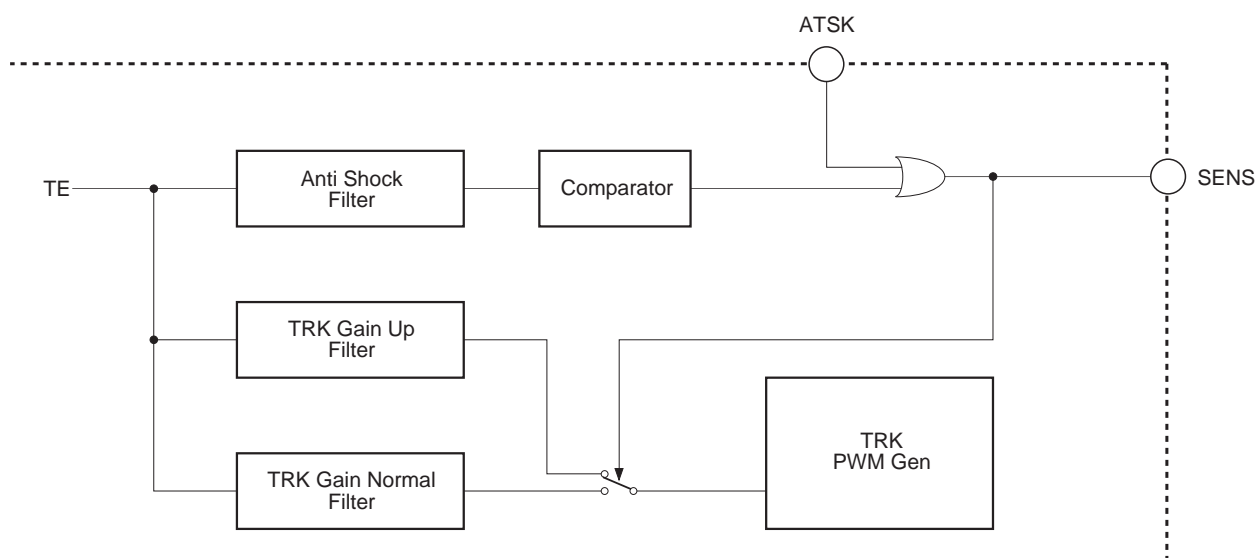 ATSK
TE
Anti Shock
Filter
Comparator
SENS
TRK Gain Up
Filter
TRK Gain Normal
Filter
TRK
PWM Gen